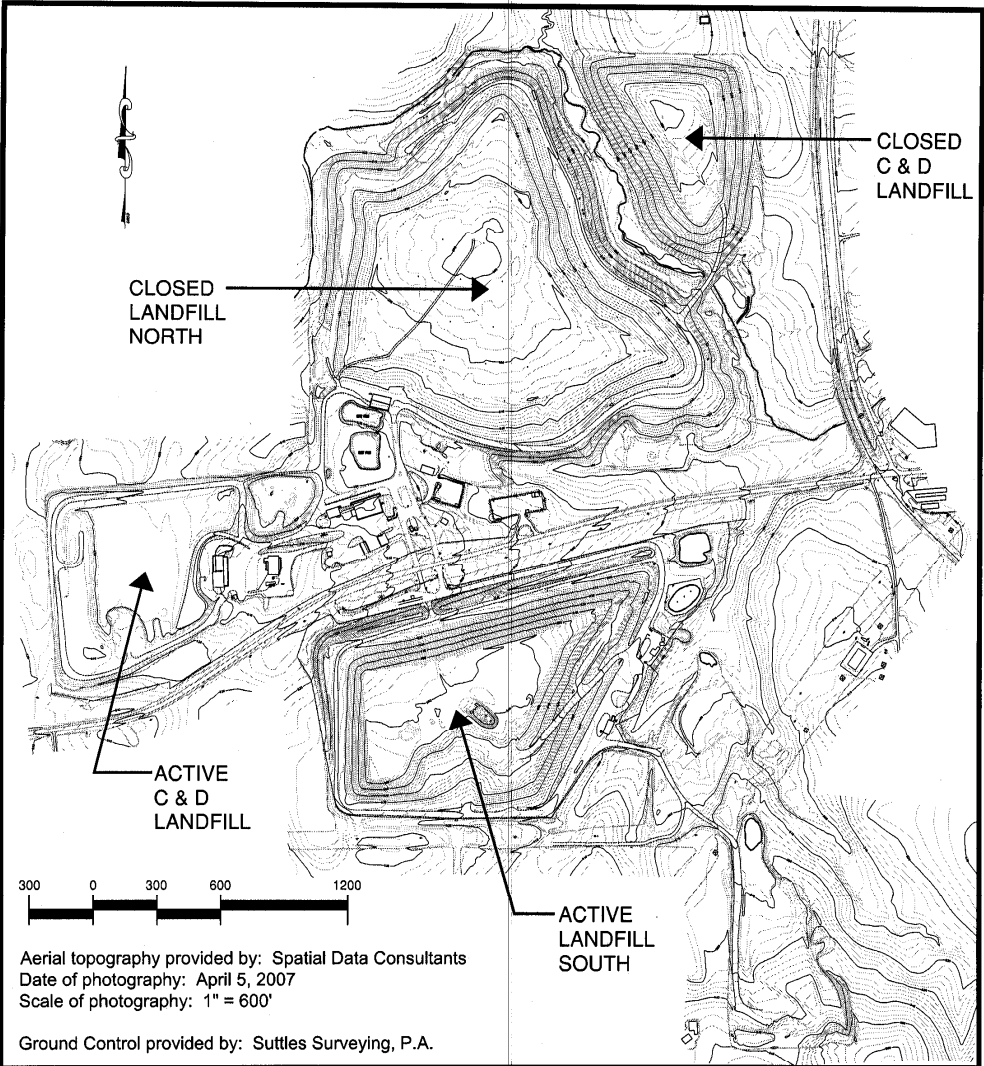 CLOSED
C & D
LANDFILL
CLOSED
LANDFILL
NORTH
ACTIVE
C & D
LANDFILL
ACTIVE
LANDFILL
SOUTH
300 0 300 600 1200
Aerial topography provided by: Spatial Data Consultants
Date of photography: April 5, 2007
Scale of photography: 1" = 600'
Ground Control provided by: Suttles Surveying, P.A.